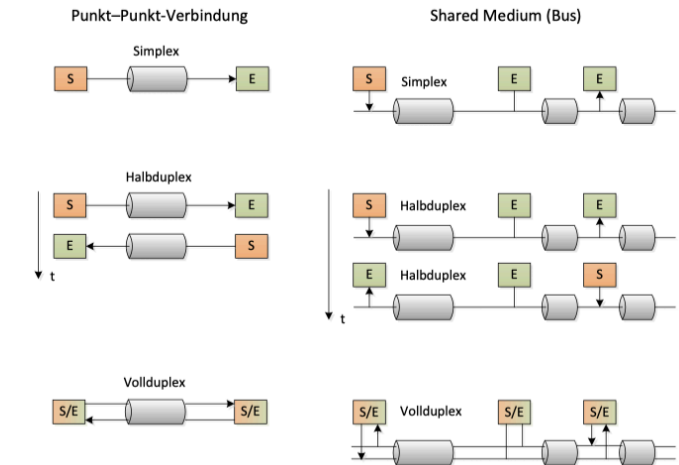 Punkt–Punkt-Verbindung
Simplex
S E
Halbduplex
S E
E S
t
Vollduplex
S/E S/E
Shared Medium (Bus)
S Simplex E E
S Halbduplex E E
E Halbduplex E S
t
S/E Vollduplex S/E S/E